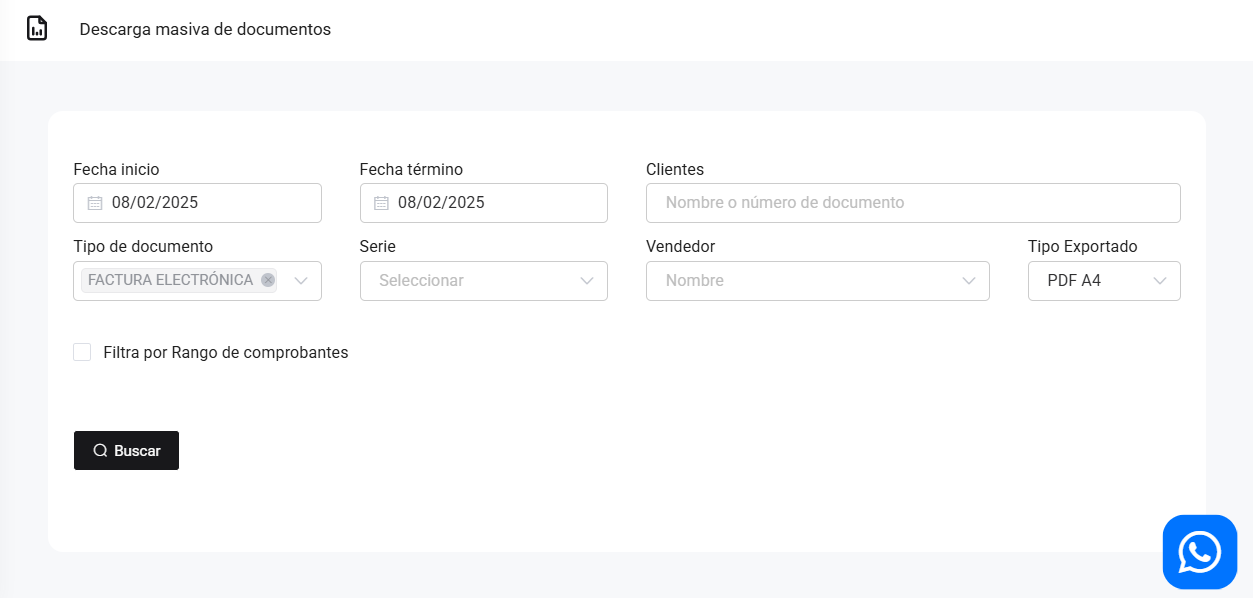 Descarga masiva de documentos
Fecha inicio
Fecha término
Clientes
08/02/2025
08/02/2025
Nombre o número de documento
Tipo de documento
Serie
Vendedor
Tipo Exportado
FACTURA ELECTRÓNICA
Seleccionar
Nombre
PDF A4
Filtra por Rango de comprobantes
Buscar